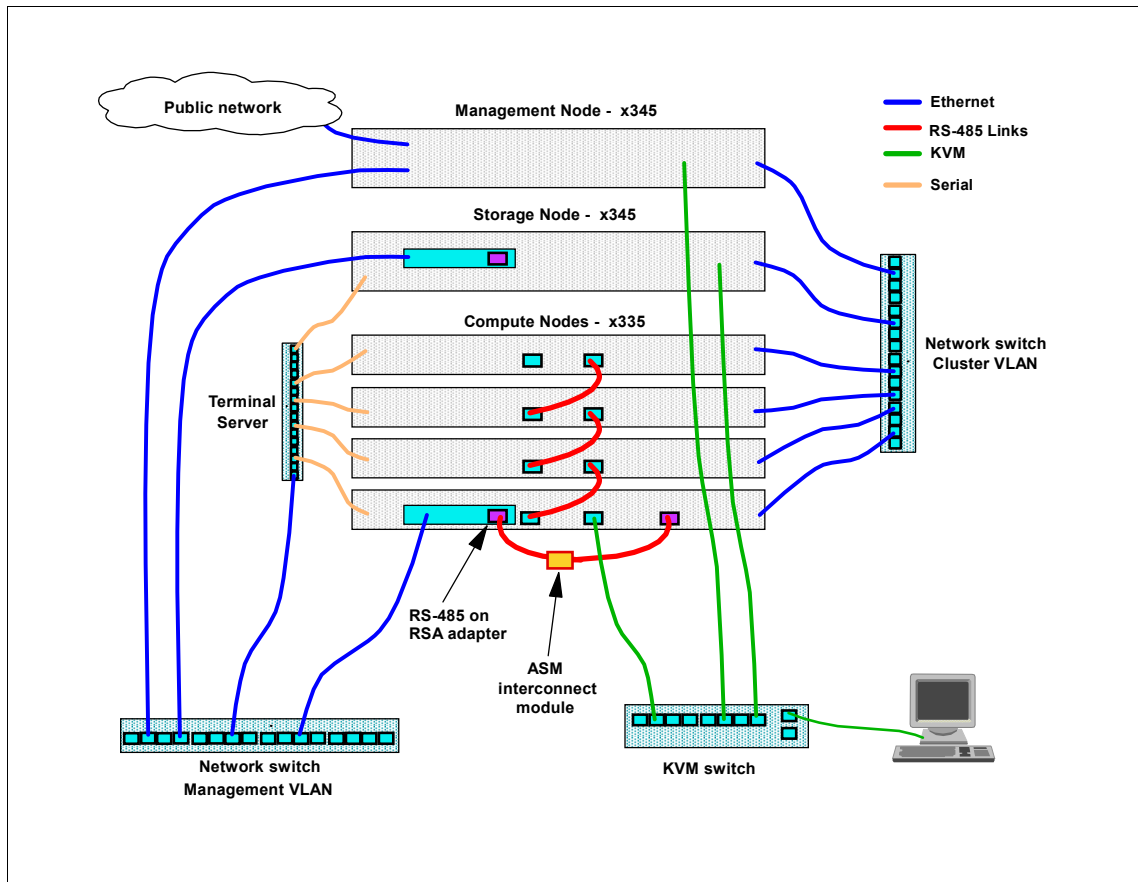 Public network
Management Node - x345
Ethernet
RS-485 Links
KVM
Serial
Storage Node - x345
Compute Nodes - x335
Network switch
Cluster VLAN
Terminal
Server
RS-485 on
RSA adapter
ASM
interconnect
module
Network switch
Management VLAN
KVM switch